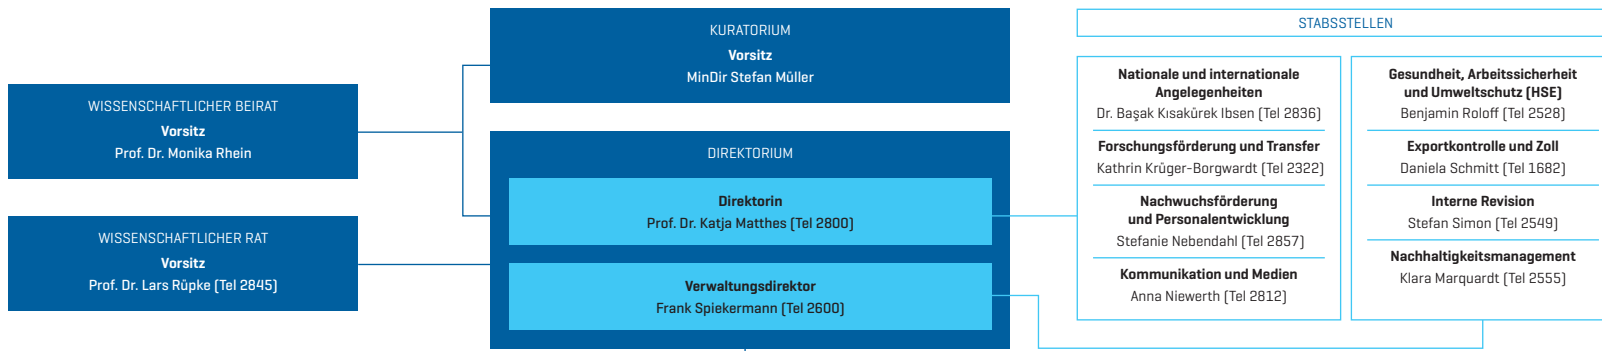 WISSENSCHAFTLICHER BEIRAT
Vorsitz
Prof. Dr. Monika Rhein
WISSENSCHAFTLICHER RAT
Vorsitz
Prof. Dr. Lars Rüpke (Tel 2845)
KURATORIUM
Vorsitz
MinDir Stefan Müller
DIREKTORIUM
Direktorin
Prof. Dr. Katja Matthes (Tel 2800)
Verwaltungsdirektor
Frank Spiekermann (Tel 2600)
STABSSTELLEN
Nationale und internationale
Angelegenheiten
Dr. Başak Kısakürek Ibsen (Tel 2836)
Forschungsförderung und Transfer
Kathrin Krüger-Borgwardt (Tel 2322)
Nachwuchsförderung
und Personalentwicklung
Stefanie Nebendahl (Tel 2857)
Kommunikation und Medien
Anna Niewerth (Tel 2812)
Gesundheit, Arbeitssicherheit
und Umweltschutz (HSE)
Benjamin Roloff (Tel 2528)
Exportkontrolle und Zoll
Daniela Schmitt (Tel 1682)
Interne Revision
Stefan Simon (Tel 2549)
Nachhaltigkeitsmanagement
Klara Marquardt (Tel 2555)